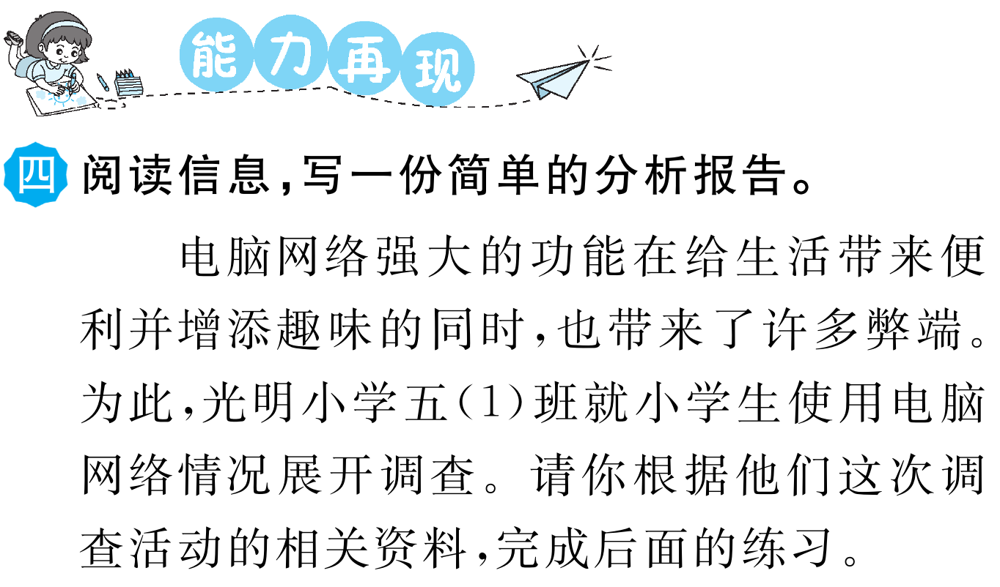 能力再现
四 阅读信息,写一份简单的分析报告。
电脑网络强大的功能在给生活带来便
利并增添趣味的同时,也带来了许多弊端。
为此,光明小学五(1)班就小学生使用电脑
网络情况展开调查。请你根据他们这次调
查活动的相关资料,完成后面的练习。